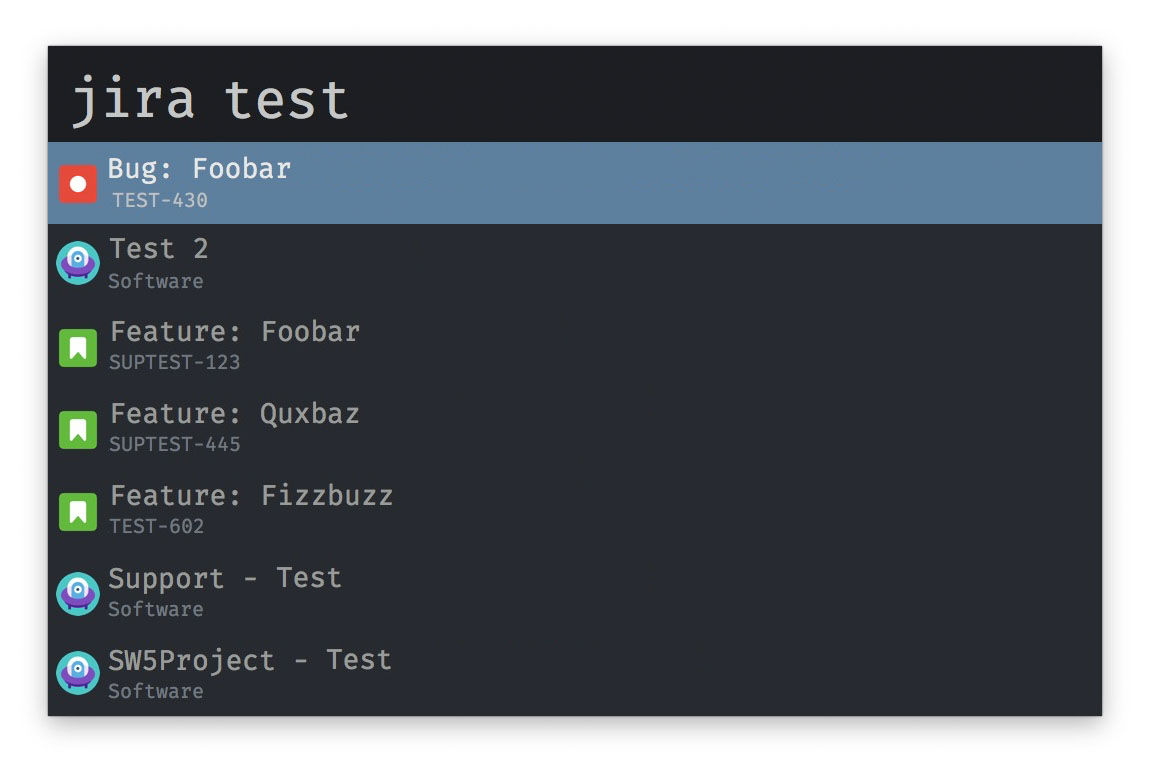 jira test
Bug: Foobar
TEST-430
Test 2
Software
Feature: Foobar
SUPTEST-123
Feature: Quxbaz
SUPTEST-445
Feature: Fizzbuzz
TEST-602
Support - Test
Software
SW5Project - Test
Software